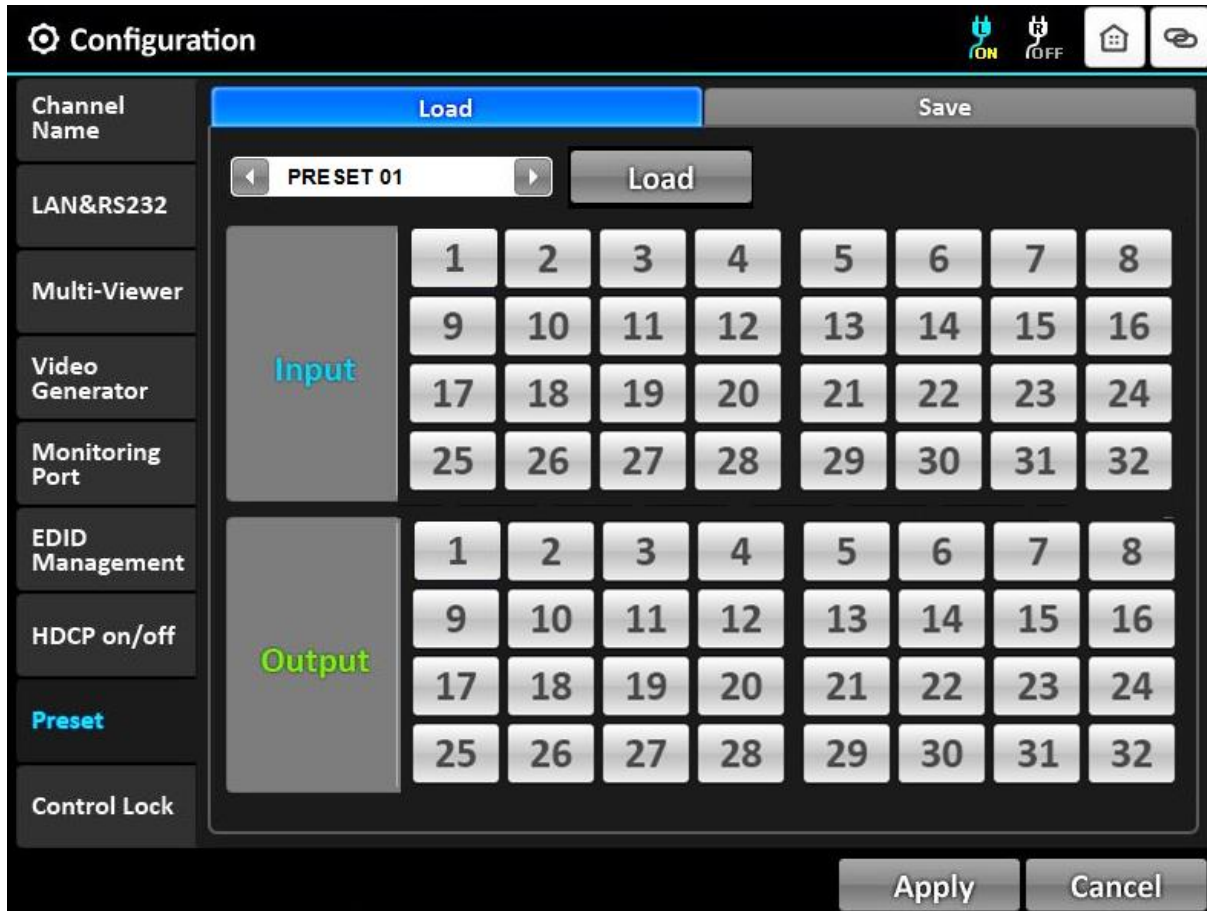 Configuration
L R
ON OFF
Channel
Name
LAN&RS232
Multi-Viewer
Video
Generator
Monitoring
Port
EDID
Management
HDCP on/off
Preset
Control Lock
Load Save
PRESET 01 Load
Input
1 2 3 4 5 6 7 8
9 10 11 12 13 14 15 16
17 18 19 20 21 22 23 24
25 26 27 28 29 30 31 32
Output
1 2 3 4 5 6 7 8
9 10 11 12 13 14 15 16
17 18 19 20 21 22 23 24
25 26 27 28 29 30 31 32
Apply Cancel